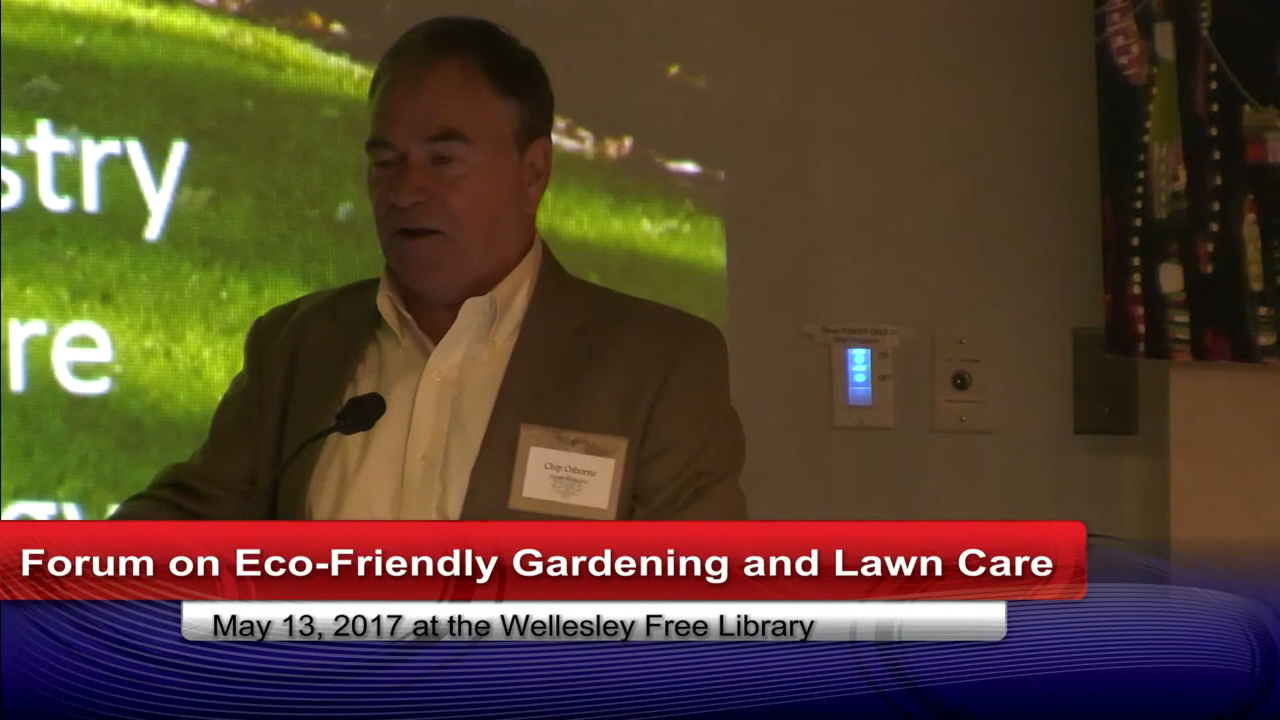 stry
re
gy
Chip Osborne
Forum on Eco-Friendly Gardening and Lawn Care
May 13, 2017 at the Wellesley Free Library